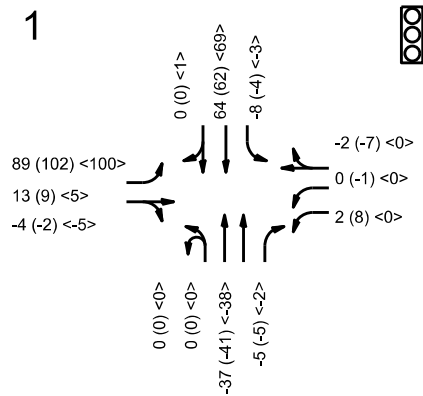 1
0 (0) <1>
64 (62) <69>
-8 (-4) <-3>
89 (102) <100>
13 (9) <5>
-4 (-2) <-5>
-2 (-7) <0>
0 (-1) <0>
2 (8) <0>
0 (0) <0>
0 (0) <0>
-37 (-41) <-38>
-5 (-5) <-2>